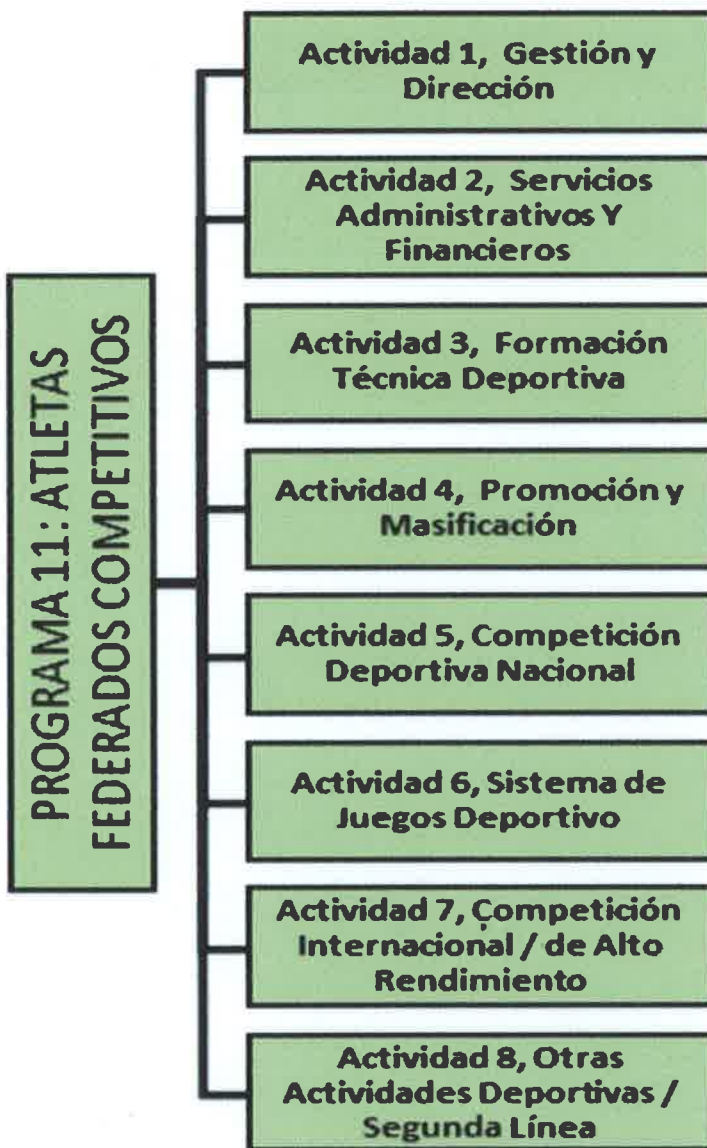 PROGRAMA 11: ATLETAS
FEDERADOS COMPETITIVOS
Actividad 1, Gestión y
Dirección
Actividad 2, Servicios
Administrativos Y
Financieros
Actividad 3, Formación
Técnica Deportiva
Actividad 4, Promoción y
Masificación
Actividad 5, Competición
Deportiva Nacional
Actividad 6, Sistema de
Juegos Deportivo
Actividad 7, Competición
Internacional / de Alto
Rendimiento
Actividad 8, Otras
Actividades Deportivas /
Segunda Línea